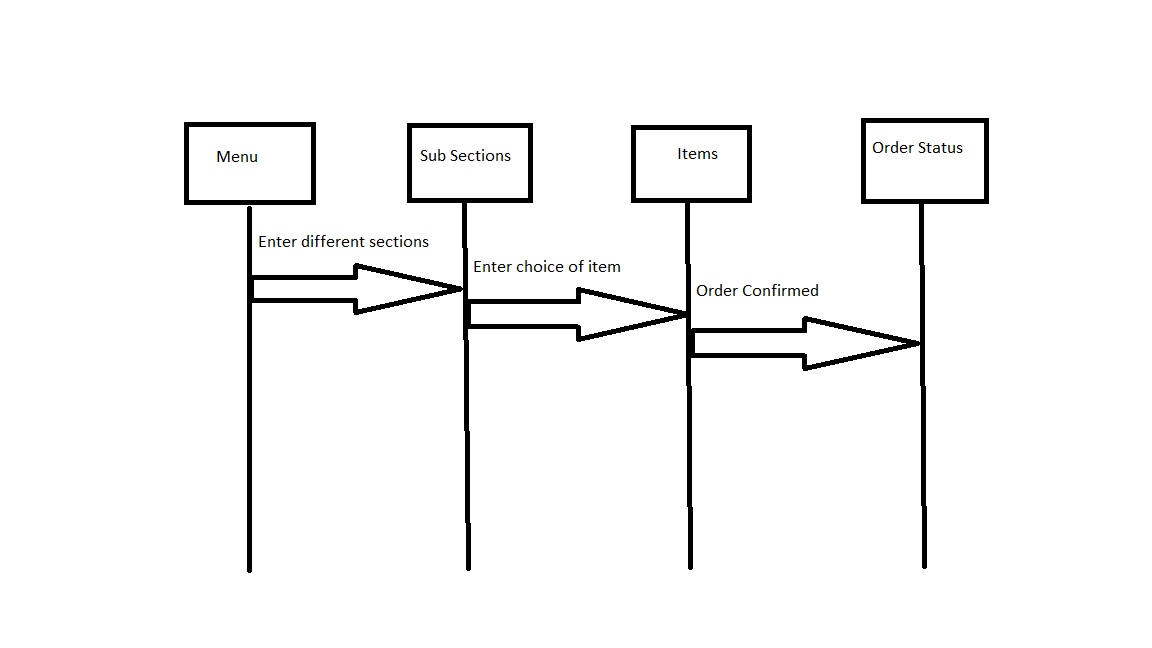 Menu
Sub Sections
Items
Order Status
Enter different sections
Enter choice of item
Order Confirmed